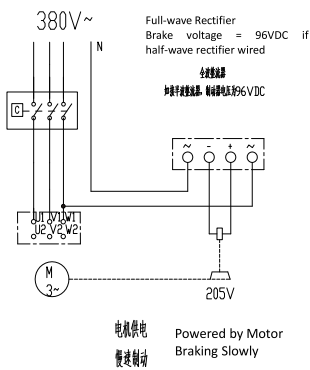 380V~
N
Full-wave Rectifier
Brake voltage = 96VDC if
half-wave rectifier wired
全波整流器
如接半波整流器，制动器电压为96VDC
C
~ - + ~
U1 V1 W1
U2 V2 W2
M
3~
205V
电机供电
慢速制动
Powered by Motor
Braking Slowly